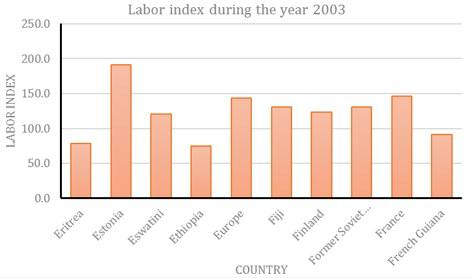 Labor index during the year 2003
LABOR INDEX
250.0
200.0
150.0
100.0
50.0
0.0
Eritrea
Estonia
Eswatini
Ethiopia
Europe
Fiji
Finland
Former Soviet...
France
French Guiana
COUNTRY